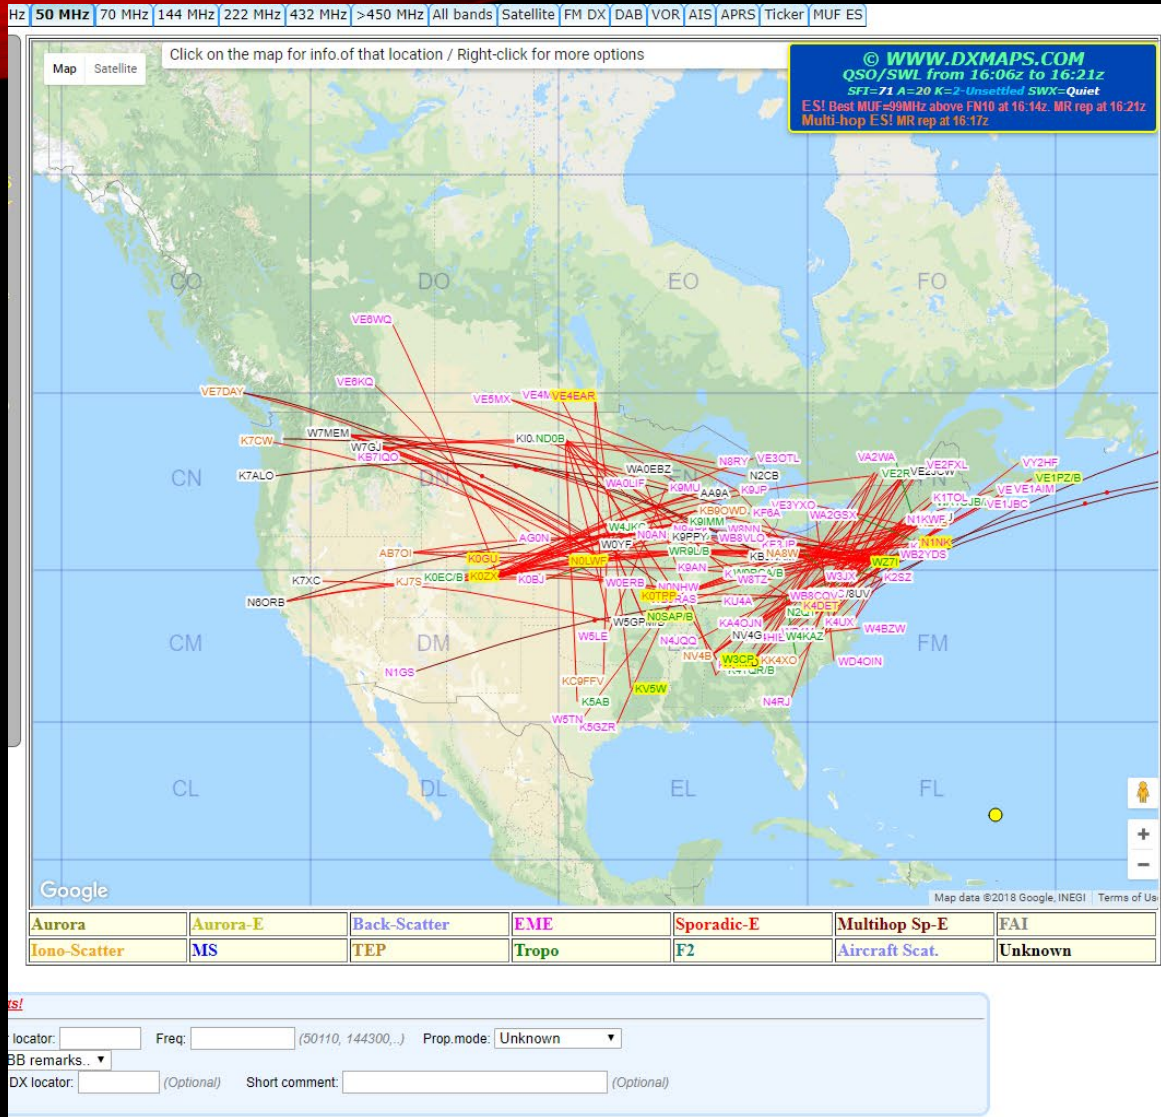 Hz 50 MHz 70 MHz 144 MHz 222 MHz 432 MHz >450 MHz All bands Satellite FM DX DAB VOR AIS APRS Ticker MUF ES
Map Satellite
Click on the map for info.of that location / Right-click for more options
© WWW.DXMAPS.COM
QSO/SWL from 16:06z to 16:21z
SFI=71 A=20 K=2-Unsettled SWX=Quiet
ES! Best MUF=99MHz above FN10 at 16:14z. MR rep at 16:21z
Multi-hop ES! MR rep at 16:17z
CO DO EO FO
VE6WQ
VE6KQ
VE7DAY
VE5MX
VE4EAR
K7CW
W7MEM
W7GJ
KB7IQO
ND0B
N8RY
VE3OTL
VA2WA
VE2FXL
VY2HF
CN
K7ALO
WA0EBZ
N2CB
VE1PZ/B
WA0LIF
K9MU
AA9A
K9JP
VE1AIM
K1TOL
VE1JBC
KB9OWD
KF6A
VE3YXO
WA2GSX
N1KWF
K9IMM
AG0N
N0AN
K9PPY
WB8VLO
N1NK
AB7OI
K0GU
N0LWF
W0YF
WR9L/B
NA8W
WZ7I
WB2YDS
K7XC
KJ7S
K0EC/B
K0ZX
K0BJ
W0ERB
K9AN
W8TZ
W3JX
K2SZ
N6ORB
K0TPP
KU4A
WB8CQV
K4DET
N0SAP/B
KA4OJN
K4UX
W4BZW
CM DM FM
W5LE
N4JQQ
NV4G
W4KAZ
N1GS
NV4B
W3CP
KK4XO
WD4OIN
KC9FFV
KV5W
K5AB
N4RJ
W5TN
K5GZR
CL DL EL FL
Google
Map data ©2018 Google, INEGI Terms of Us
Aurora Aurora-E Back-Scatter EME Sporadic-E Multihop Sp-E FAI
Iono-Scatter MS TEP Tropo F2 Aircraft Scat. Unknown
locator: Freq: (50110, 144300,..) Prop.mode: Unknown
BB remarks..
DX locator: (Optional) Short comment: (Optional)